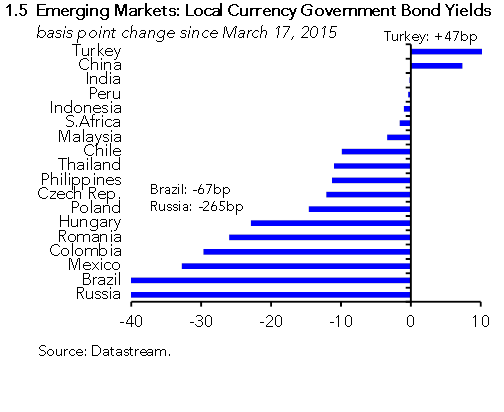 1.5 Emerging Markets: Local Currency Government Bond Yields
basis point change since March 17, 2015
Turkey: +47bp
Turkey
China
India
Peru
Indonesia
S.Africa
Malaysia
Chile
Thailand
Philippines
Czech Rep.
Poland
Hungary
Romania
Colombia
Mexico
Brazil
Russia
Brazil: -67bp
Russia: -265bp
-40 -30 -20 -10 0 10
Source: Datastream.